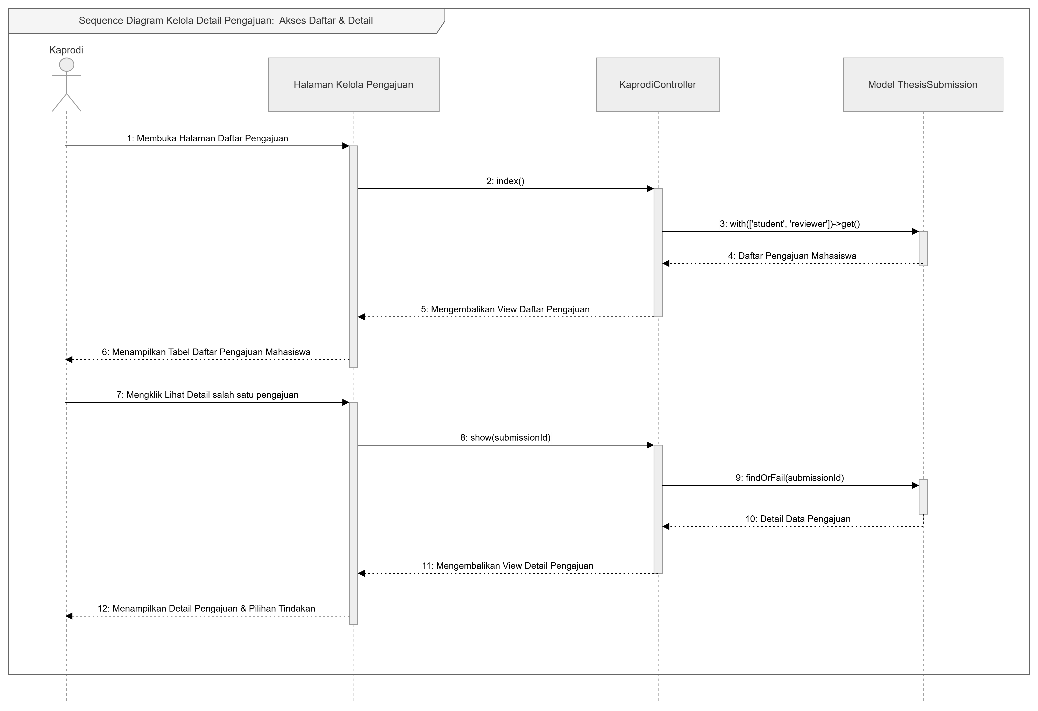 Sequence Diagram Kelola Detail Pengajuan: Akses Daftar & Detail
Kaprodi
Halaman Kelola Pengajuan
KaprodiController
Model ThesisSubmission
1: Membuka Halaman Daftar Pengajuan
2: index()
3: with(['student', 'reviewer'])->get()
4: Daftar Pengajuan Mahasiswa
5: Mengembalikan View Daftar Pengajuan
6: Menampilkan Tabel Daftar Pengajuan Mahasiswa
7: Mengklik Lihat Detail salah satu pengajuan
8: show(submissionId)
9: findOrFail(submissionId)
10: Detail Data Pengajuan
11: Mengembalikan View Detail Pengajuan
12: Menampilkan Detail Pengajuan & Pilihan Tindakan